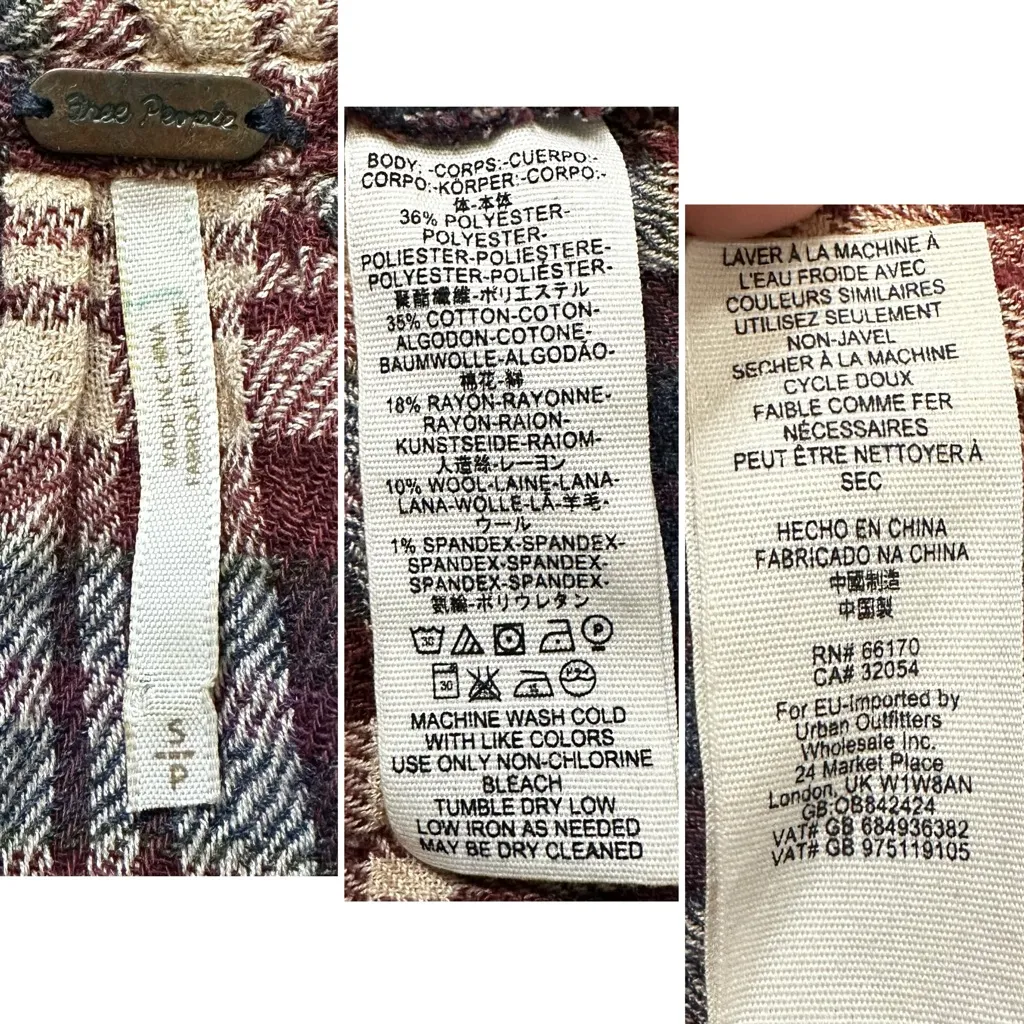 Free People
MADE IN CHINA
FABRIQUÉ EN CHINE
S
P
BODY:-CORPS:-CUERPO:-
CORPO:-KÖRPER:-CORPO:-
体-本体
36% POLYESTER-
POLYESTER-
POLIESTER-POLIESTERE-
POLYESTER-POLIÉSTER-
聚酯纖維-ポリエステル
35% COTTON-COTON-
ALGODON-COTONE-
BAUMWOLLE-ALGODÃO-
棉花-綿
18% RAYON-RAYONNE-
RAYON-RAION-
KUNSTSEIDE-RAIOM-
人造絲-レーヨン
10% WOOL-LAINE-LANA-
LANA-WOLLE-LÃ-羊毛-
ウール
1% SPANDEX-SPANDEX-
SPANDEX-SPANDEX-
SPANDEX-SPANDEX-
氨綸-ポリウレタン
30
P
30
MACHINE WASH COLD
WITH LIKE COLORS
USE ONLY NON-CHLORINE
BLEACH
TUMBLE DRY LOW
LOW IRON AS NEEDED
MAY BE DRY CLEANED
LAVER À LA MACHINE À
L'EAU FROIDE AVEC
COULEURS SIMILAIRES
UTILISEZ SEULEMENT
NON-JAVEL
SECHER À LA MACHINE
CYCLE DOUX
FAIBLE COMME FER
NÉCESSAIRES
PEUT ÊTRE NETTOYER À
SEC
HECHO EN CHINA
FABRICADO NA CHINA
中國制造
中国製
RN# 66170
CA# 32054
For EU-Imported by
Urban Outfitters
Wholesale Inc.
24 Market Place
London, UK W1W8AN
GB:OB842424
VAT# GB 684936382
VAT# GB 975119105